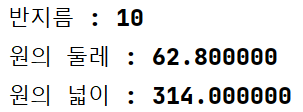 반지름 : 10
원의 둘레 : 62.800000
원의 넓이 : 314.000000